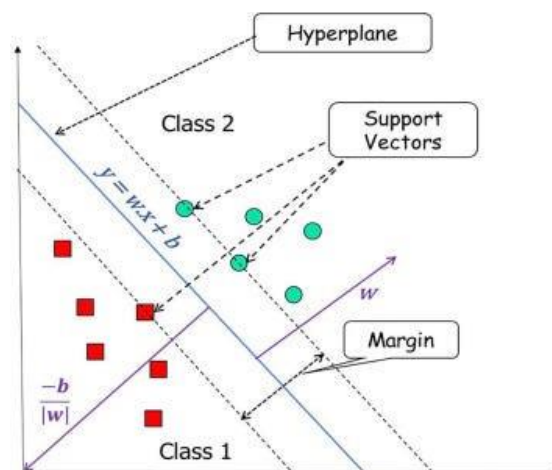 Hyperplane
Class 2
Support
Vectors
y = wx + b
w
Margin
-b
|w|
Class 1